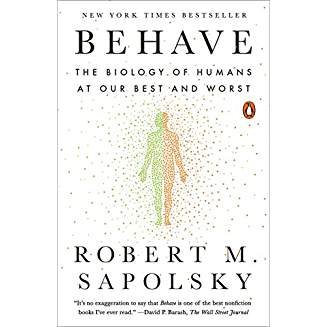 NEW YORK TIMES BESTSELLER
BEHAVE
THE BIOLOGY OF HUMANS
AT OUR BEST AND WORST
ROBERT M.
SAPOLSKY
"It's no exaggeration to say that Behave is one of the best nonfiction
books I've ever read." —David P. Barash, The Wall Street Journal